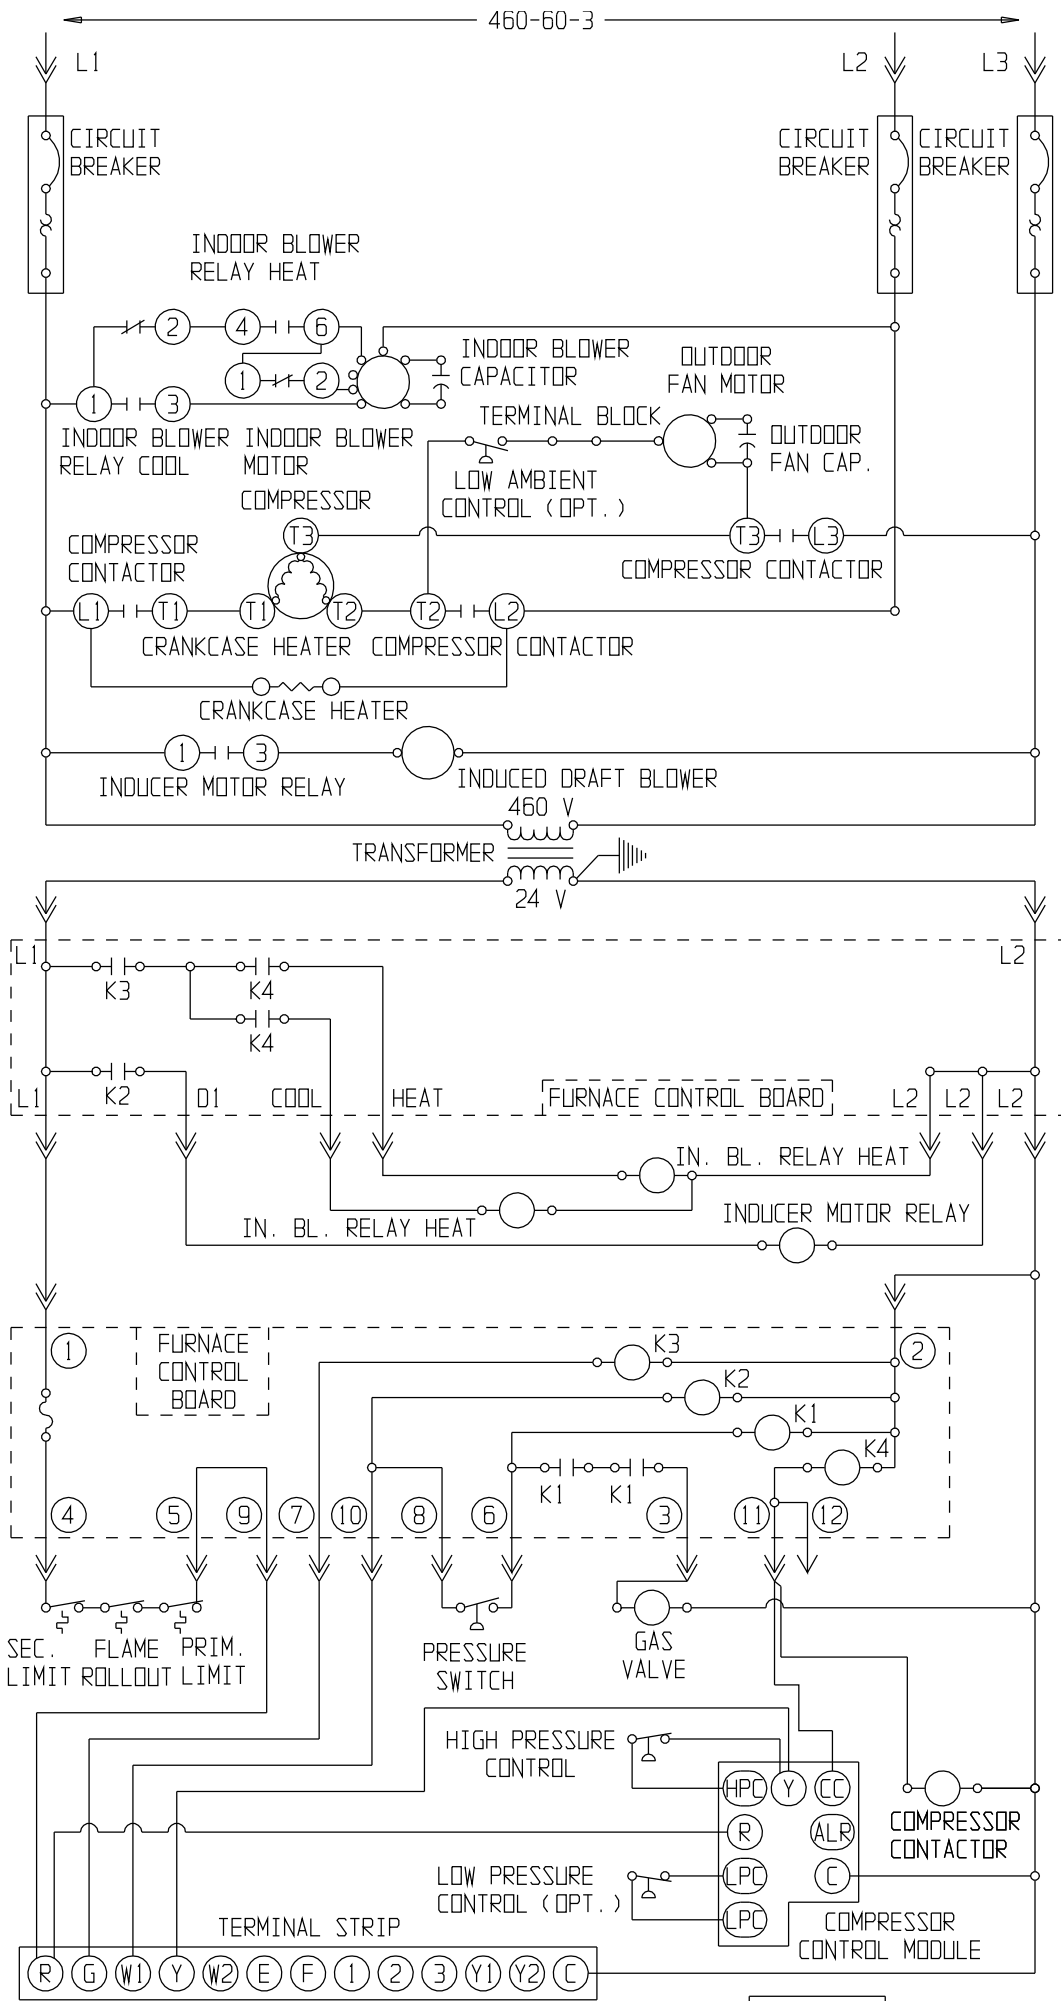 460-60-3
L1
L2
L3
CIRCUIT
BREAKER
CIRCUIT
BREAKER
CIRCUIT
BREAKER
INDOOR BLOWER
RELAY HEAT
2
4
6
1
2
INDOOR BLOWER
CAPACITOR
OUTDOOR
FAN MOTOR
1
3
TERMINAL BLOCK
INDOOR BLOWER
RELAY COOL
INDOOR BLOWER
MOTOR
OUTDOOR
FAN CAP.
LOW AMBIENT
CONTROL (OPT.)
COMPRESSOR
T3
T3
L3
COMPRESSOR
CONTACTOR
COMPRESSOR CONTACTOR
L1
T1
T1
T2
T2
L2
CRANKCASE HEATER
COMPRESSOR CONTACTOR
CRANKCASE HEATER
1
3
INDUCER MOTOR RELAY
INDUCED DRAFT BLOWER
460 V
TRANSFORMER
24 V
L1
L2
K3
K4
K4
K2
L1
D1
COOL
HEAT
FURNACE CONTROL BOARD
L2
L2
L2
IN. BL. RELAY HEAT
IN. BL. RELAY HEAT
INDUCER MOTOR RELAY
1
FURNACE
CONTROL
BOARD
K3
2
K2
K1
K4
K1
K1
4
5
9
7
10
8
6
3
11
12
SEC.
LIMIT
FLAME
ROLLOUT
PRIM.
LIMIT
PRESSURE
SWITCH
GAS
VALVE
HIGH PRESSURE
CONTROL
HPC
Y
CC
R
ALR
COMPRESSOR
CONTACTOR
LOW PRESSURE
CONTROL (OPT.)
LPC
C
LPC
COMPRESSOR
CONTROL MODULE
TERMINAL STRIP
R G W1 Y W2 E F 1 2 3 Y1 Y2 C